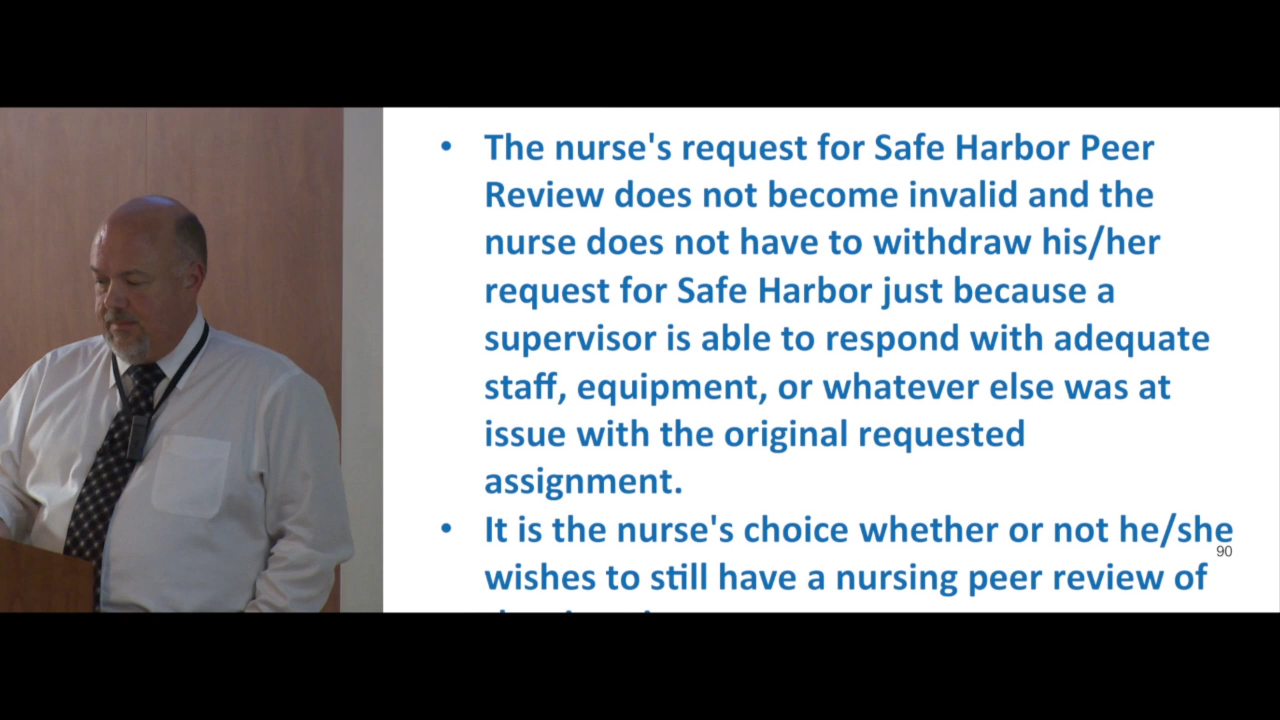 • The nurse's request for Safe Harbor Peer
Review does not become invalid and the
nurse does not have to withdraw his/her
request for Safe Harbor just because a
supervisor is able to respond with adequate
staff, equipment, or whatever else was at
issue with the original requested
assignment.
• It is the nurse's choice whether or not he/she
90
wishes to still have a nursing peer review of